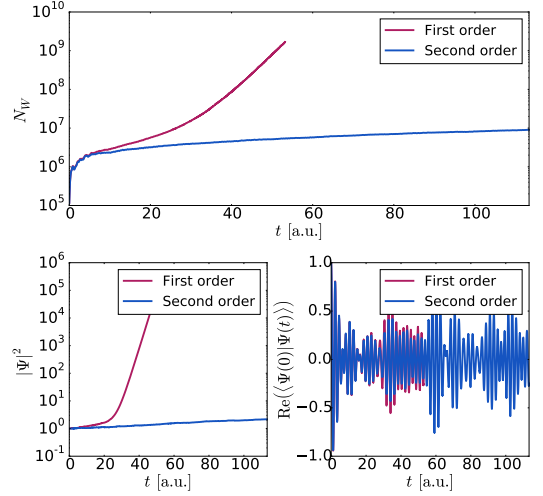 10^10
10^9
10^8
10^7
10^6
10^5
N_W
First order
Second order
0 20 40 60 80 100
t [a.u.]
10^6
10^5
10^4
10^3
10^2
10^1
10^0
10^-1
|Ψ|^2
First order
Second order
0 20 40 60 80 100
t [a.u.]
1.0
0.5
0.0
−0.5
−1.0
Re(⟨Ψ(0)|Ψ(t)⟩)
First order
Second order
0 20 40 60 80 100
t [a.u.]